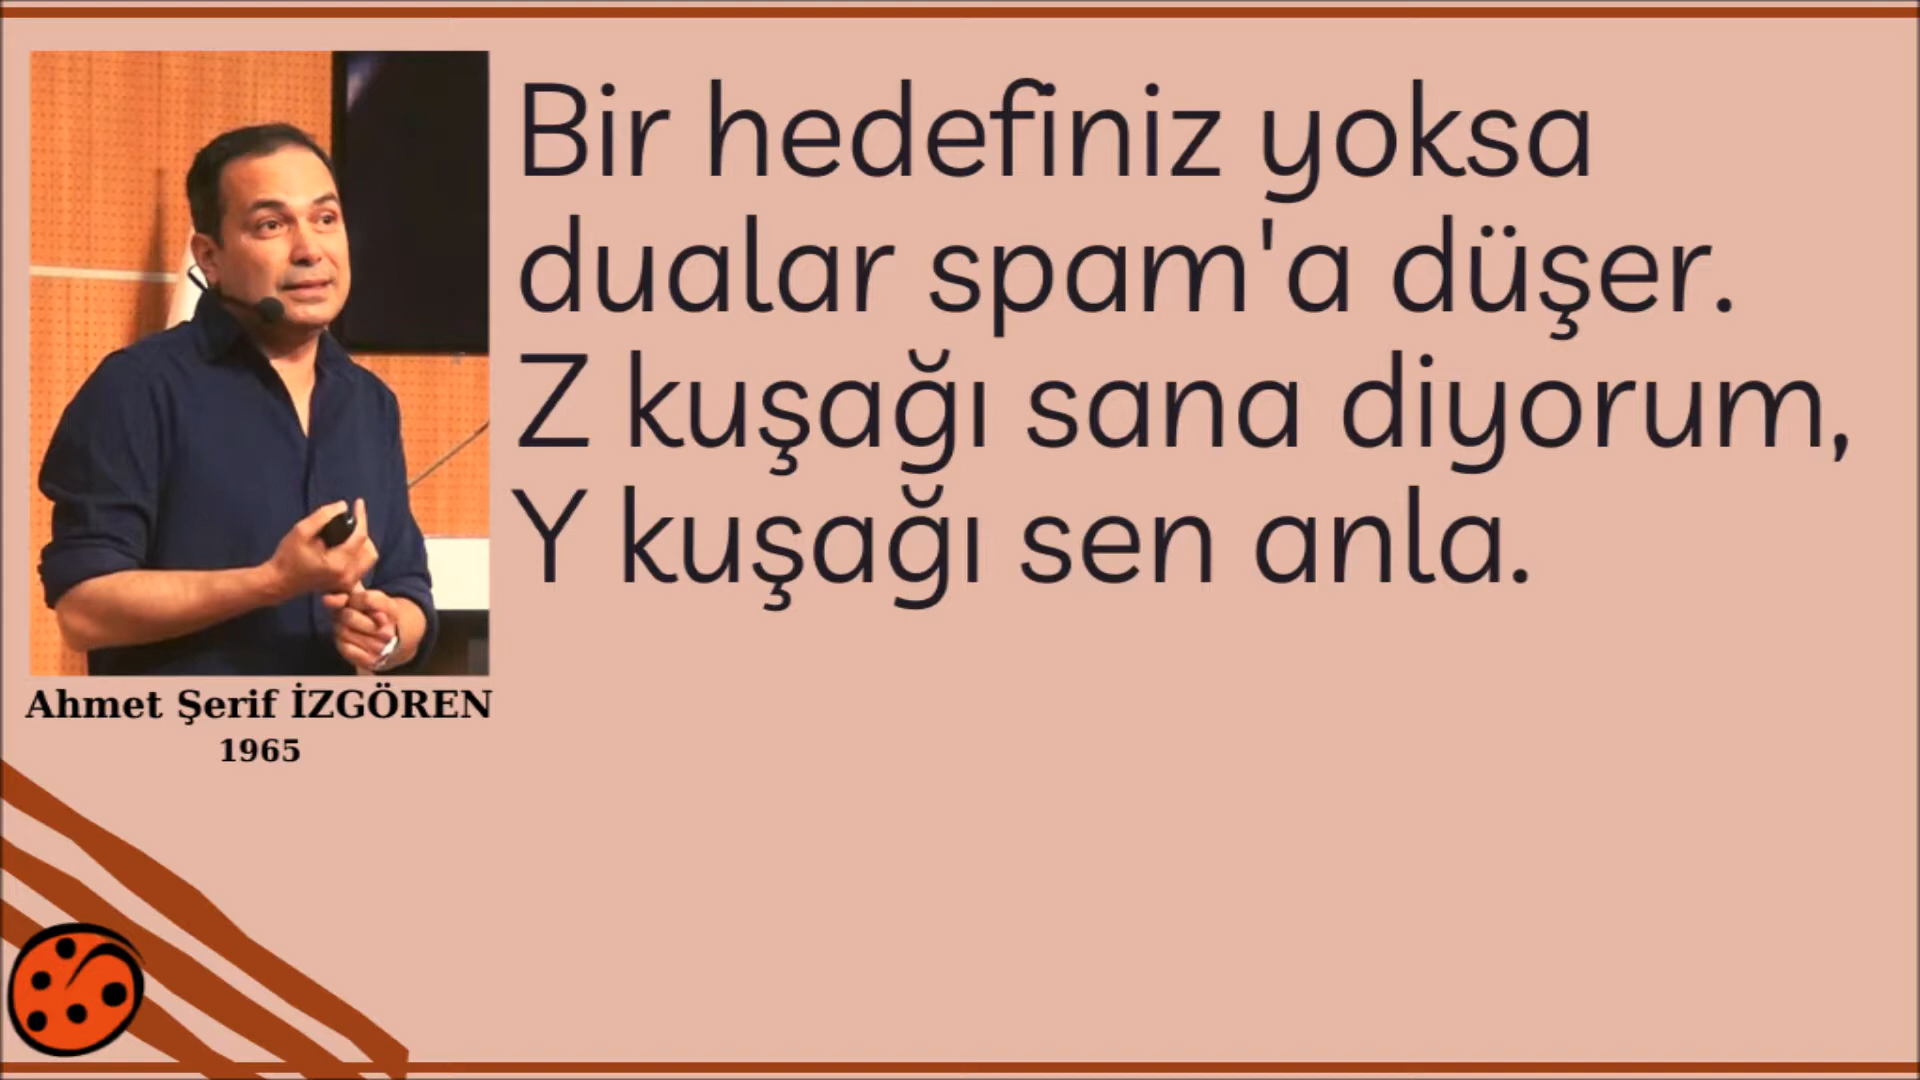 Bir hedefiniz yoksa
dualar spam'a düşer.
Z kuşağı sana diyorum,
Y kuşağı sen anla.
Ahmet Şerif İZGÖREN
1965